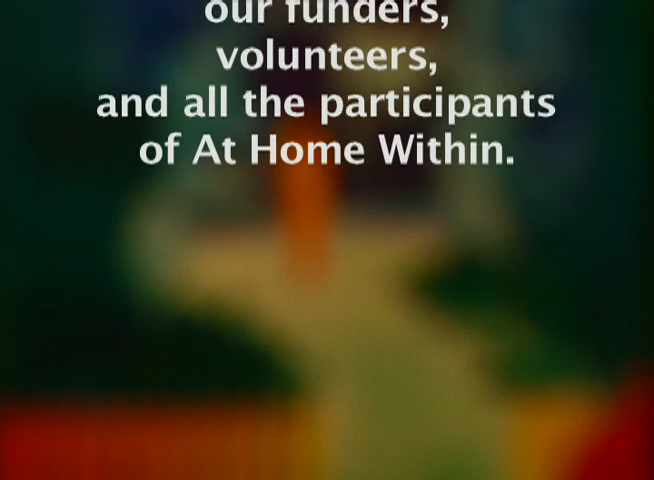 our funders,
volunteers,
and all the participants
of At Home Within.